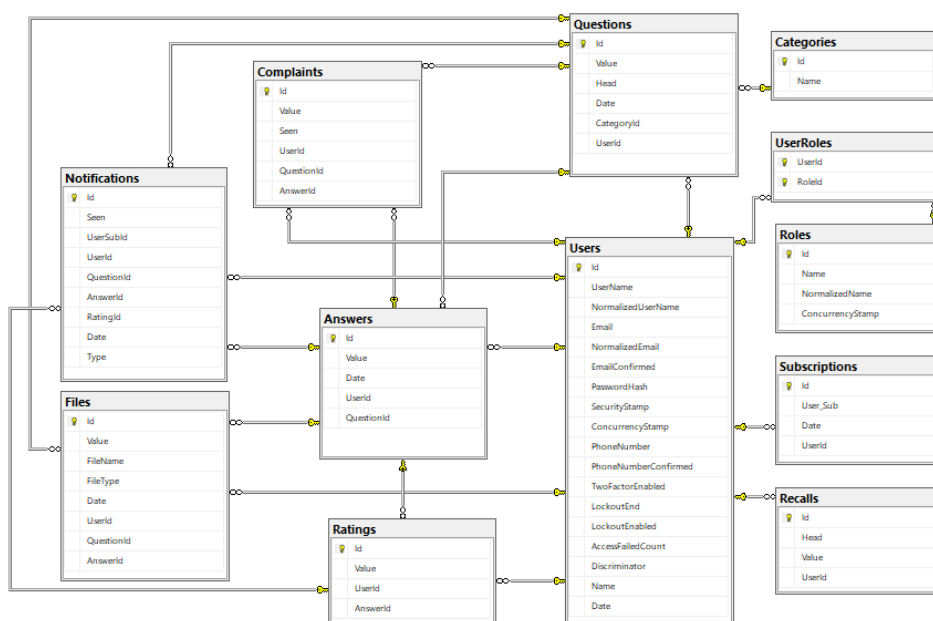 Questions
Id
Value
Head
Date
CategoryId
UserId
Categories
Id
Name
Complaints
Id
Value
Seen
UserId
QuestionId
AnswerId
UserRoles
UserId
RoleId
Notifications
Id
Seen
UserSubId
UserId
QuestionId
AnswerId
RatingId
Date
Type
Roles
Id
Name
NormalizedName
ConcurrencyStamp
Users
Id
UserName
NormalizedUserName
Email
NormalizedEmail
EmailConfirmed
PasswordHash
SecurityStamp
ConcurrencyStamp
PhoneNumber
PhoneNumberConfirmed
TwoFactorEnabled
LockoutEnd
LockoutEnabled
AccessFailedCount
Discriminator
Name
Date
Answers
Id
Value
Date
UserId
QuestionId
Subscriptions
Id
User_Sub
Date
UserId
Files
Id
Value
FileName
FileType
Date
UserId
QuestionId
AnswerId
Recalls
Id
Head
Value
UserId
Ratings
Id
Value
UserId
AnswerId